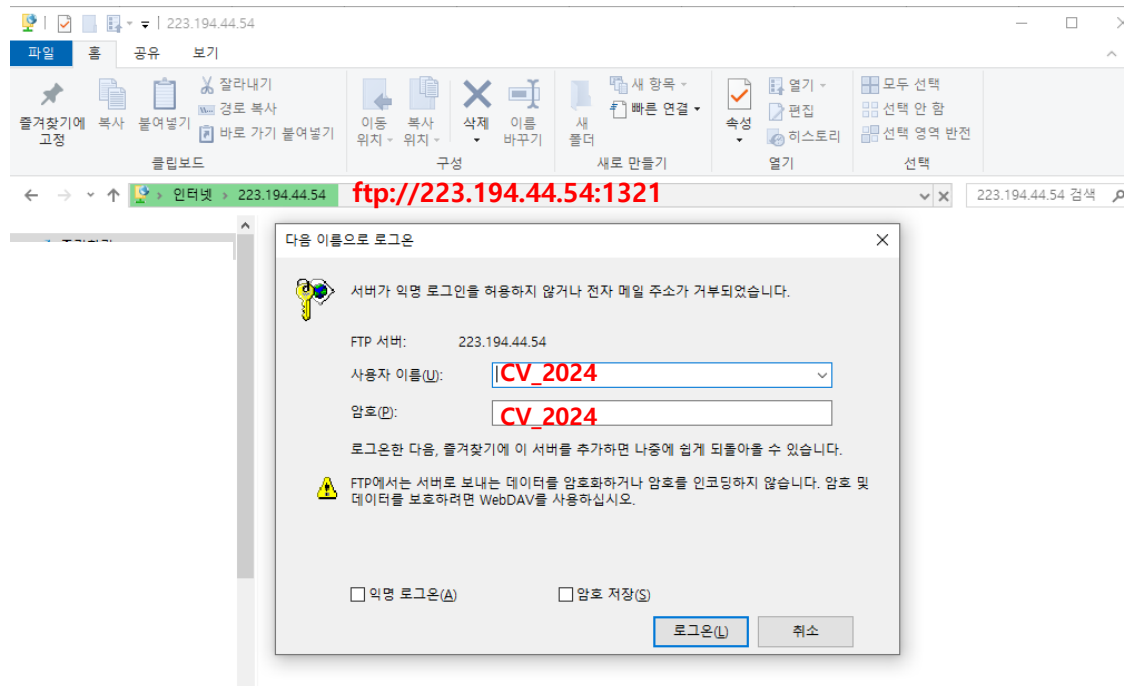 223.194.44.54
파일 홈 공유 보기
즐겨찾기에 고정
복사
붙여넣기
잘라내기
경로 복사
바로 가기 붙여넣기
클립보드
이동 위치
복사 위치
삭제
이름 바꾸기
구성
새 폴더
새 항목
빠른 연결
새로 만들기
속성
열기
편집
히스토리
열기
모두 선택
선택 안 함
선택 영역 반전
선택
인터넷 > 223.194.44.54 ftp://223.194.44.54:1321
223.194.44.54 검색
다음 이름으로 로그온
서버가 익명 로그인을 허용하지 않거나 전자 메일 주소가 거부되었습니다.
FTP 서버: 223.194.44.54
사용자 이름(U): CV_2024
암호(P): CV_2024
로그온한 다음, 즐겨찾기에 이 서버를 추가하면 나중에 쉽게 되돌아올 수 있습니다.
FTP에서는 서버로 보내는 데이터를 암호화하거나 암호를 인코딩하지 않습니다. 암호 및
데이터를 보호하려면 WebDAV를 사용하십시오.
익명 로그온(A) 암호 저장(S)
로그온(L) 취소